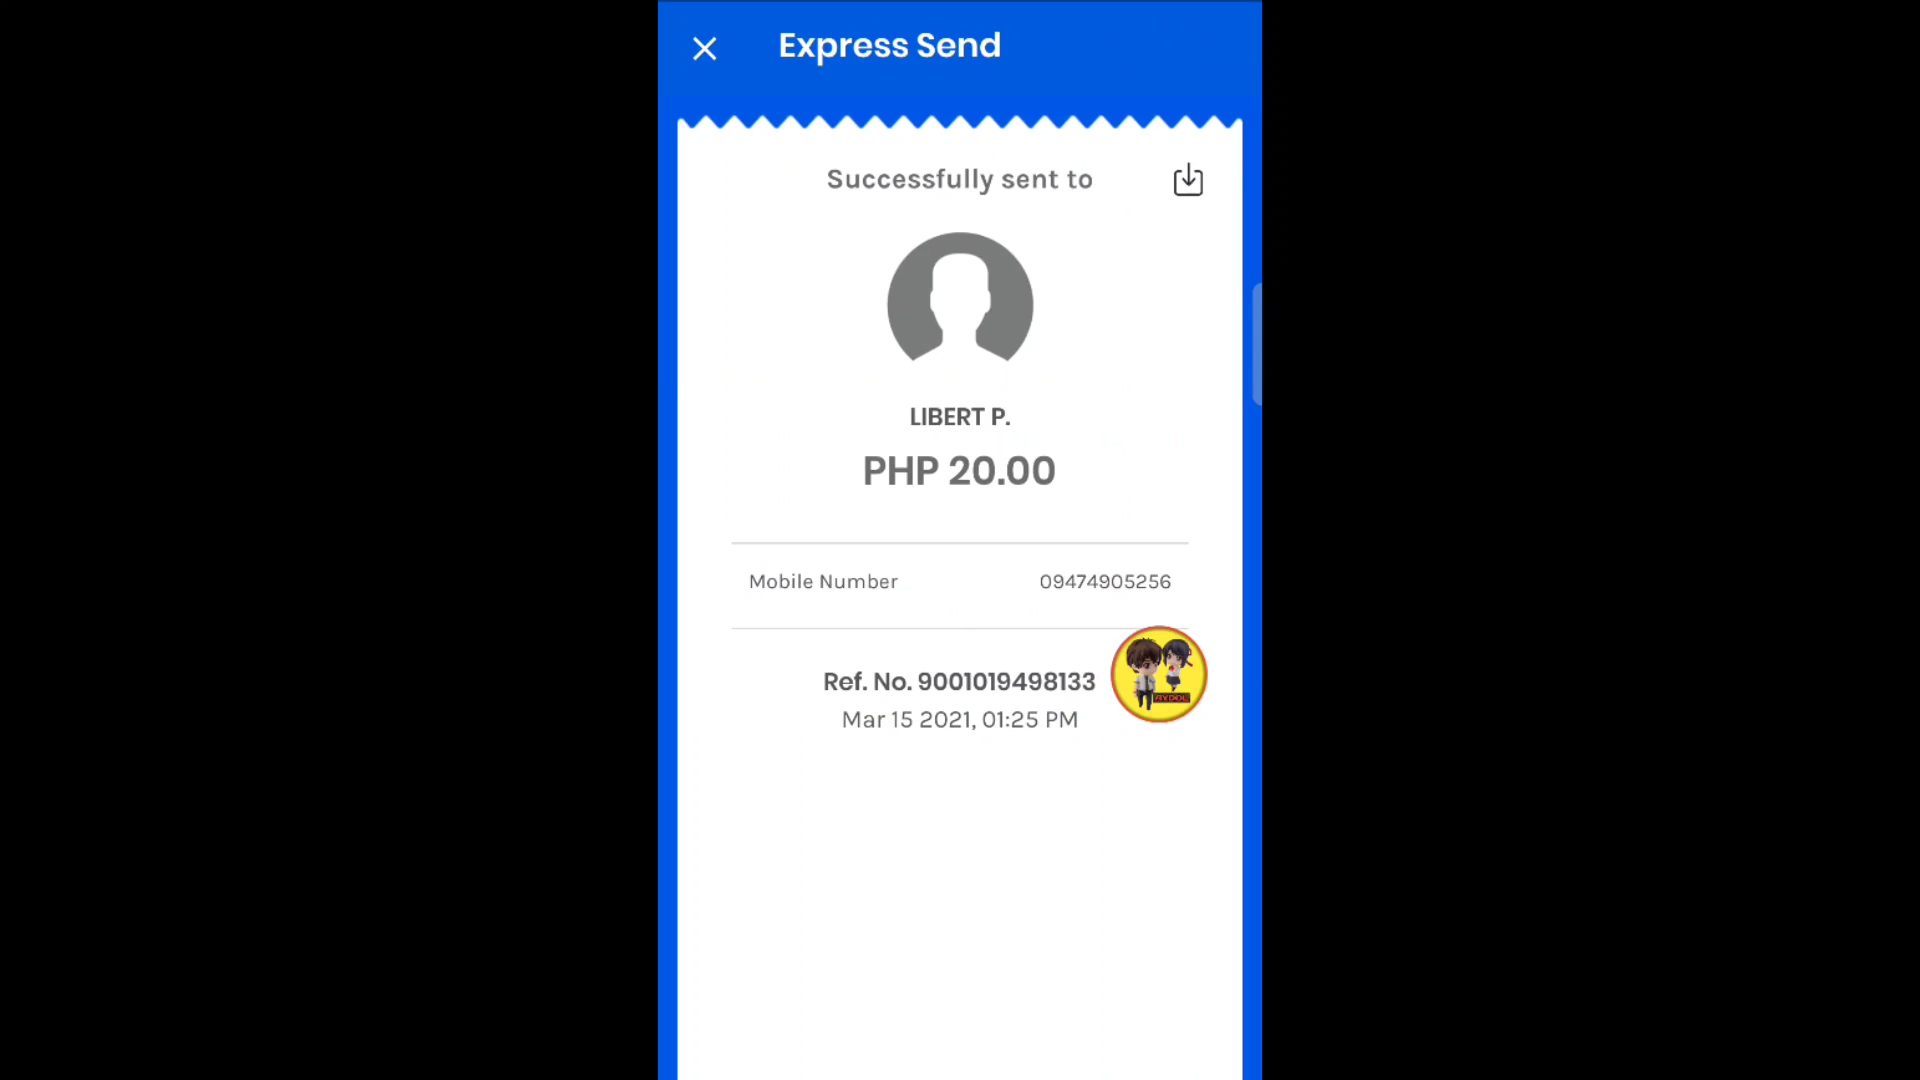 Express Send
Successfully sent to
LIBERT P.
PHP 20.00
Mobile Number 09474905256
Ref. No. 9001019498133
Mar 15 2021, 01:25 PM